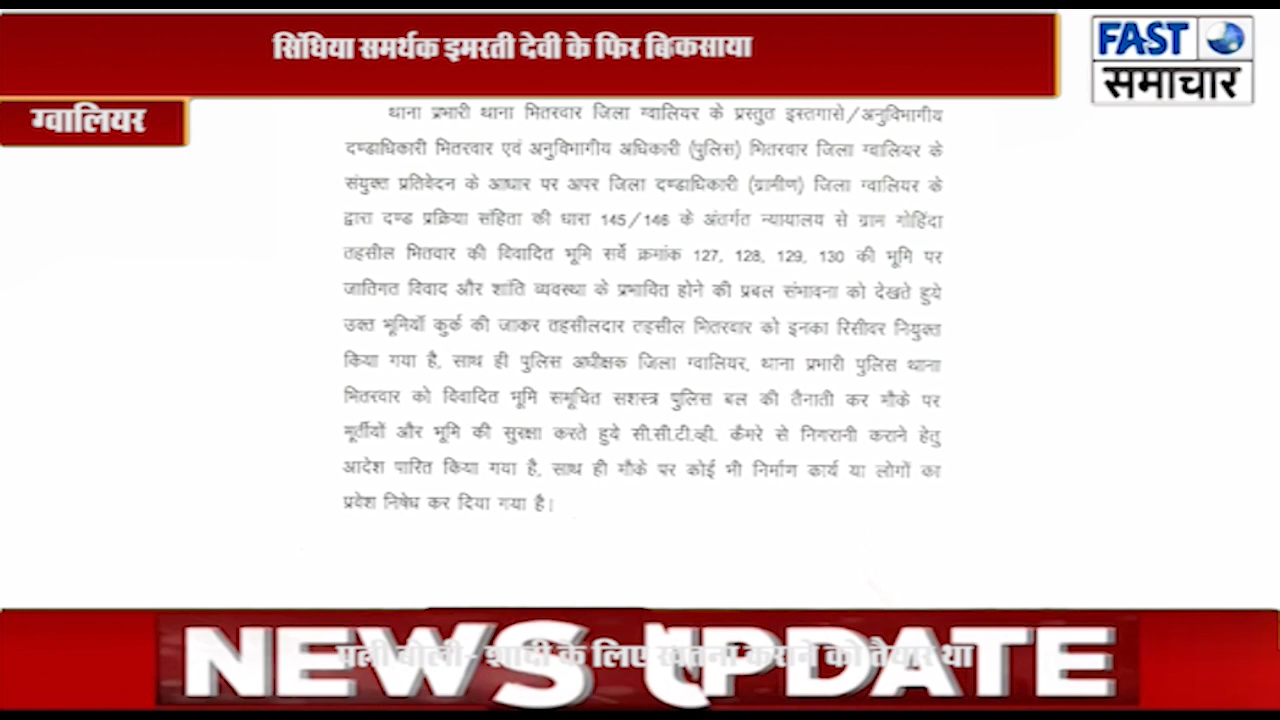 सिंधिया समर्थक इमरती देवी के फिर बिकसाया
FAST
समाचार
ग्वालियर
थाना प्रभारी थाना भितरवार जिला ग्वालियर के प्रस्तुत इस्तगासे/अनुविभागीय
दण्डाधिकारी भितरवार एवं अनुविभागीय अधिकारी (पुलिस) भितरवार जिला ग्वालियर के
संयुक्त प्रतिवेदन के आधार पर अपर जिला दण्डाधिकारी (ग्रामीण) जिला ग्वालियर के
द्वारा दण्ड प्रक्रिया संहिता की धारा 145/146 के अंतर्गत न्यायालय से ग्राम गोहिंदा
तहसील भितवार की विवादित भूमि सर्वे क्रमांक 127, 128, 129, 130 की भूमि पर
जातिगत विवाद और शांति व्यवस्था के प्रभावित होने की प्रबल संभावना को देखते हुये
उक्त भूमियॉ कुर्क की जाकर तहसीलदार तहसील भितरवार को इनका रिसीवर नियुक्त
किया गया है, साथ ही पुलिस अधीक्षक जिला ग्वालियर, थाना प्रभारी पुलिस थाना
भितरवार को विवादित भूमि समूचित सशस्त्र पुलिस बल की तैनाती कर मौके पर
मूर्तीयों और भूमि की सुरक्षा करते हुये सी.सी.टी.व्ही. कैमरे से निगरानी कराने हेतु
आदेश पारित किया गया है, साथ ही मौके पर कोई भी निर्माण कार्य या लोगों का
प्रवेश निषेध कर दिया गया है।
NEWS UPDATE
पत्नी बोली- शादी के लिए खतना कराने को तैयार था